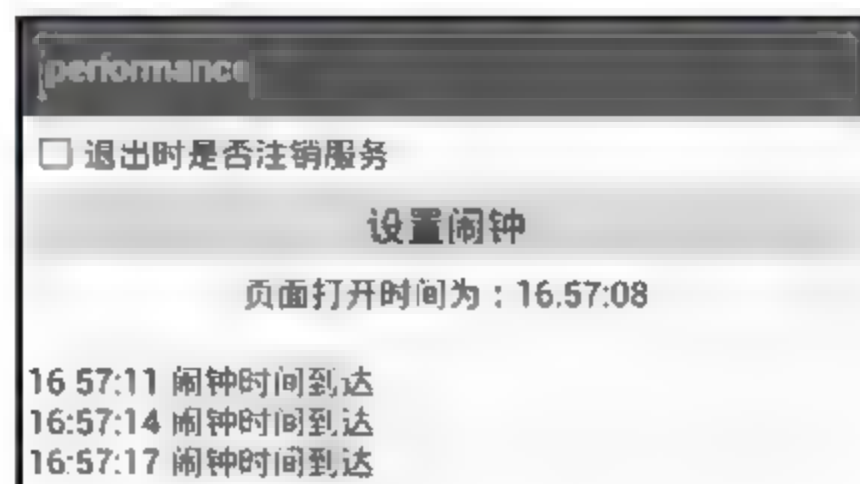 performance
退出时是否注销服务
设置闹钟
页面打开时间为：16:57:08
16:57:11 闹钟时间到达
16:57:14 闹钟时间到达
16:57:17 闹钟时间到达